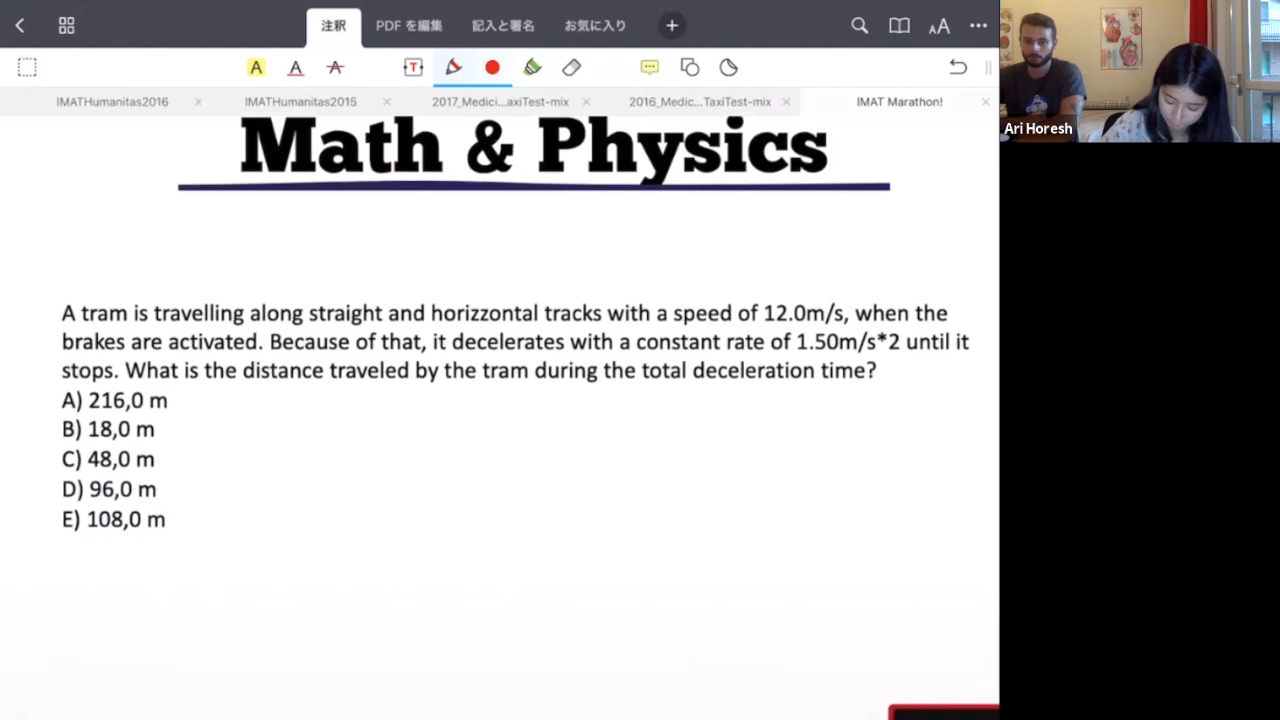 注釈 PDF を編集 記入と署名 お気に入り +
AA
A A A T
IMATHumanitas2016 × IMATHumanitas2015 × 2017_Medici...axiTest-mix × 2016_Medic...TaxiTest-mix × IMAT Marathon! ×
Ari Horesh
Math & Physics
A tram is travelling along straight and horizzontal tracks with a speed of 12.0m/s, when the
brakes are activated. Because of that, it decelerates with a constant rate of 1.50m/s*2 until it
stops. What is the distance traveled by the tram during the total deceleration time?
A) 216,0 m
B) 18,0 m
C) 48,0 m
D) 96,0 m
E) 108,0 m